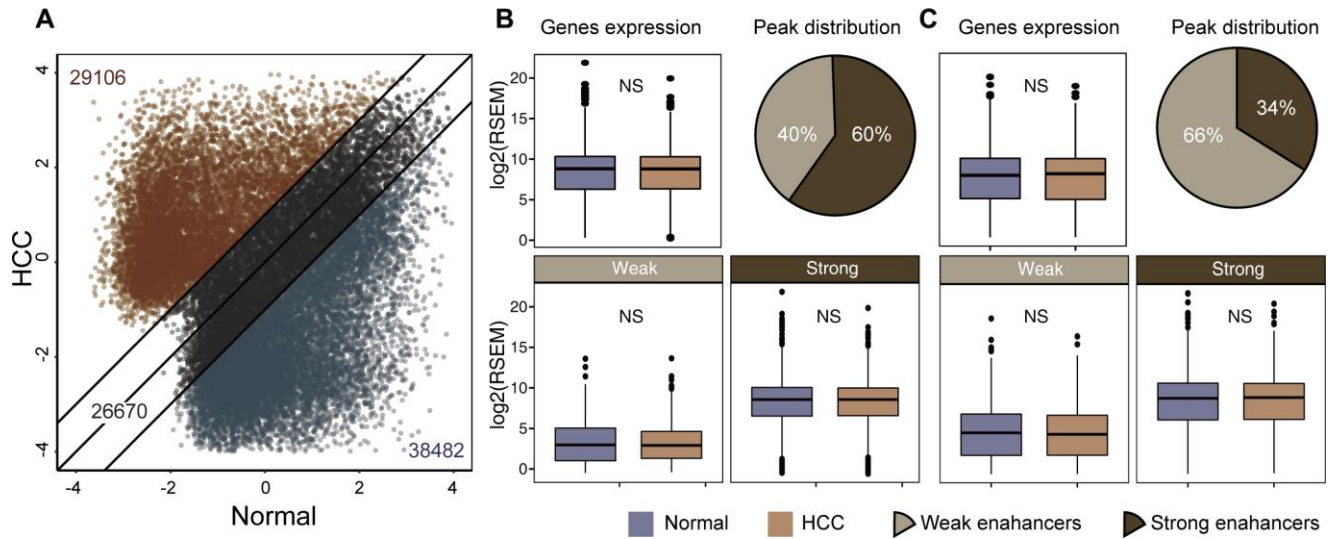 A
29106
26670
38482
HCC
4
2
0
-2
-4
-4
-2
0
2
4
Normal
B
Genes expression
Peak distribution
log2(RSEM)
20
15
10
5
0
NS
40%
60%
Weak
Strong
log2(RSEM)
20
15
10
5
0
NS
NS
C
Genes expression
Peak distribution
NS
66%
34%
Weak
Strong
NS
NS
Normal
HCC
Weak enahancers
Strong enahancers